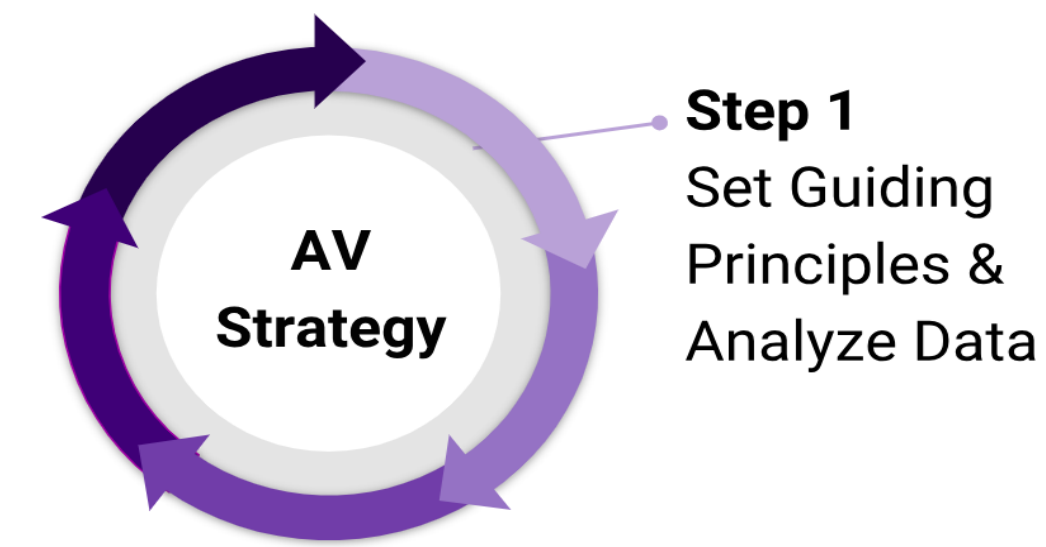 AV
Strategy
Step 1
Set Guiding
Principles &
Analyze Data